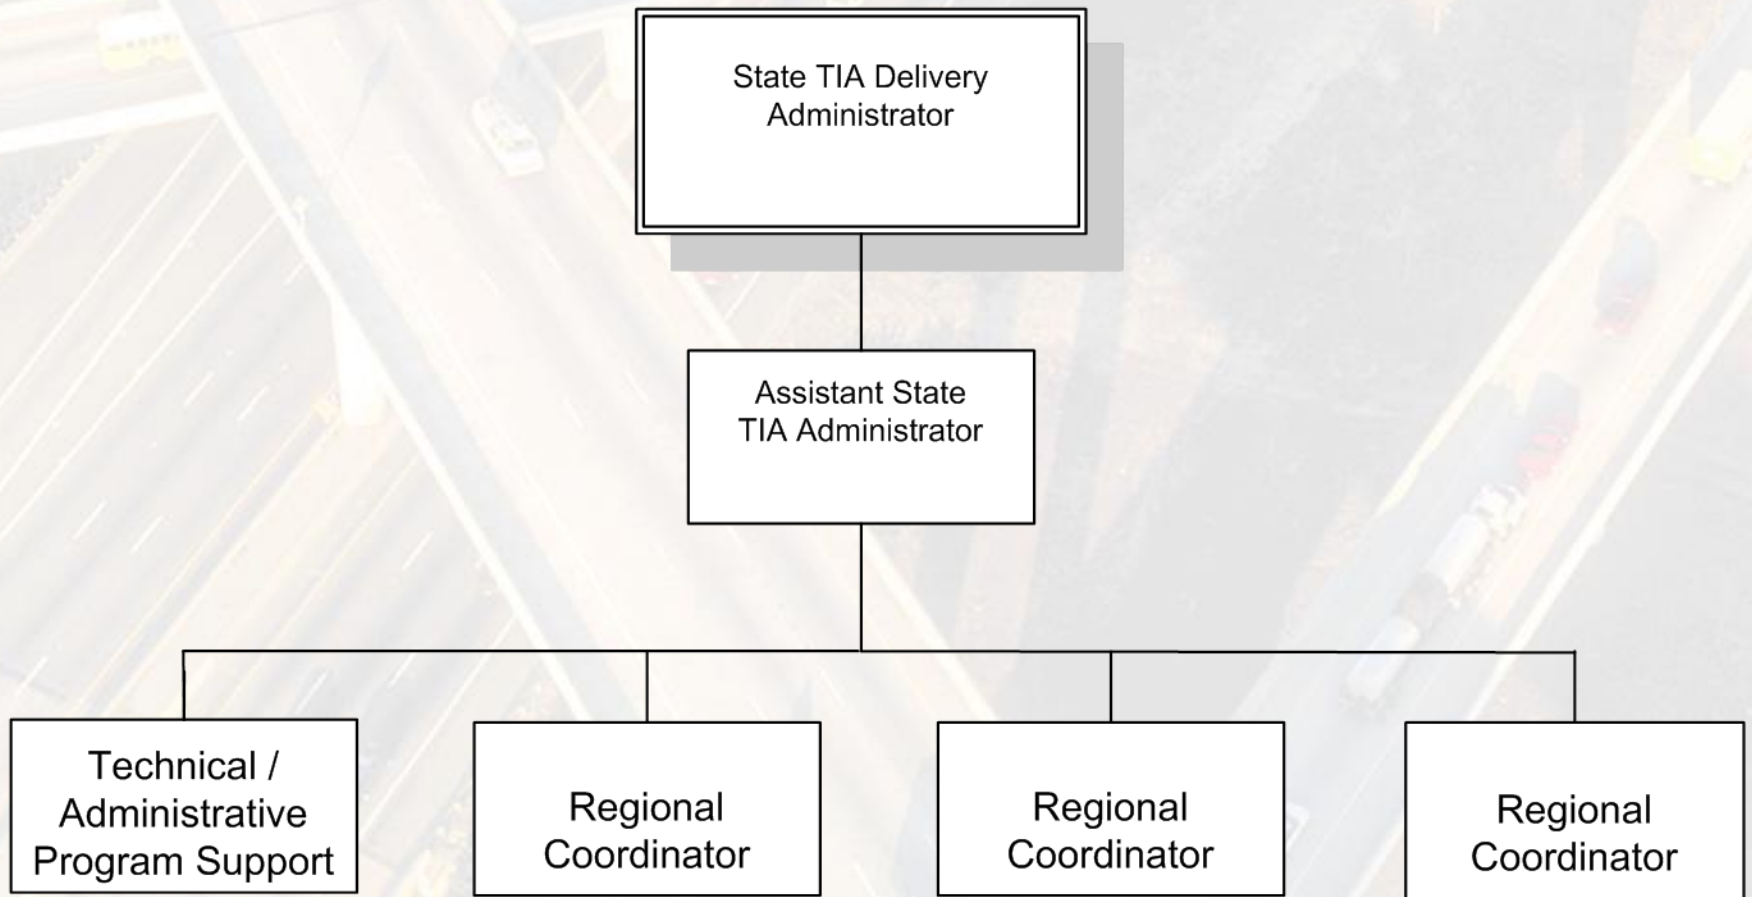 State TIA Delivery
Administrator
Assistant State
TIA Administrator
Technical /
Administrative
Program Support
Regional
Coordinator
Regional
Coordinator
Regional
Coordinator